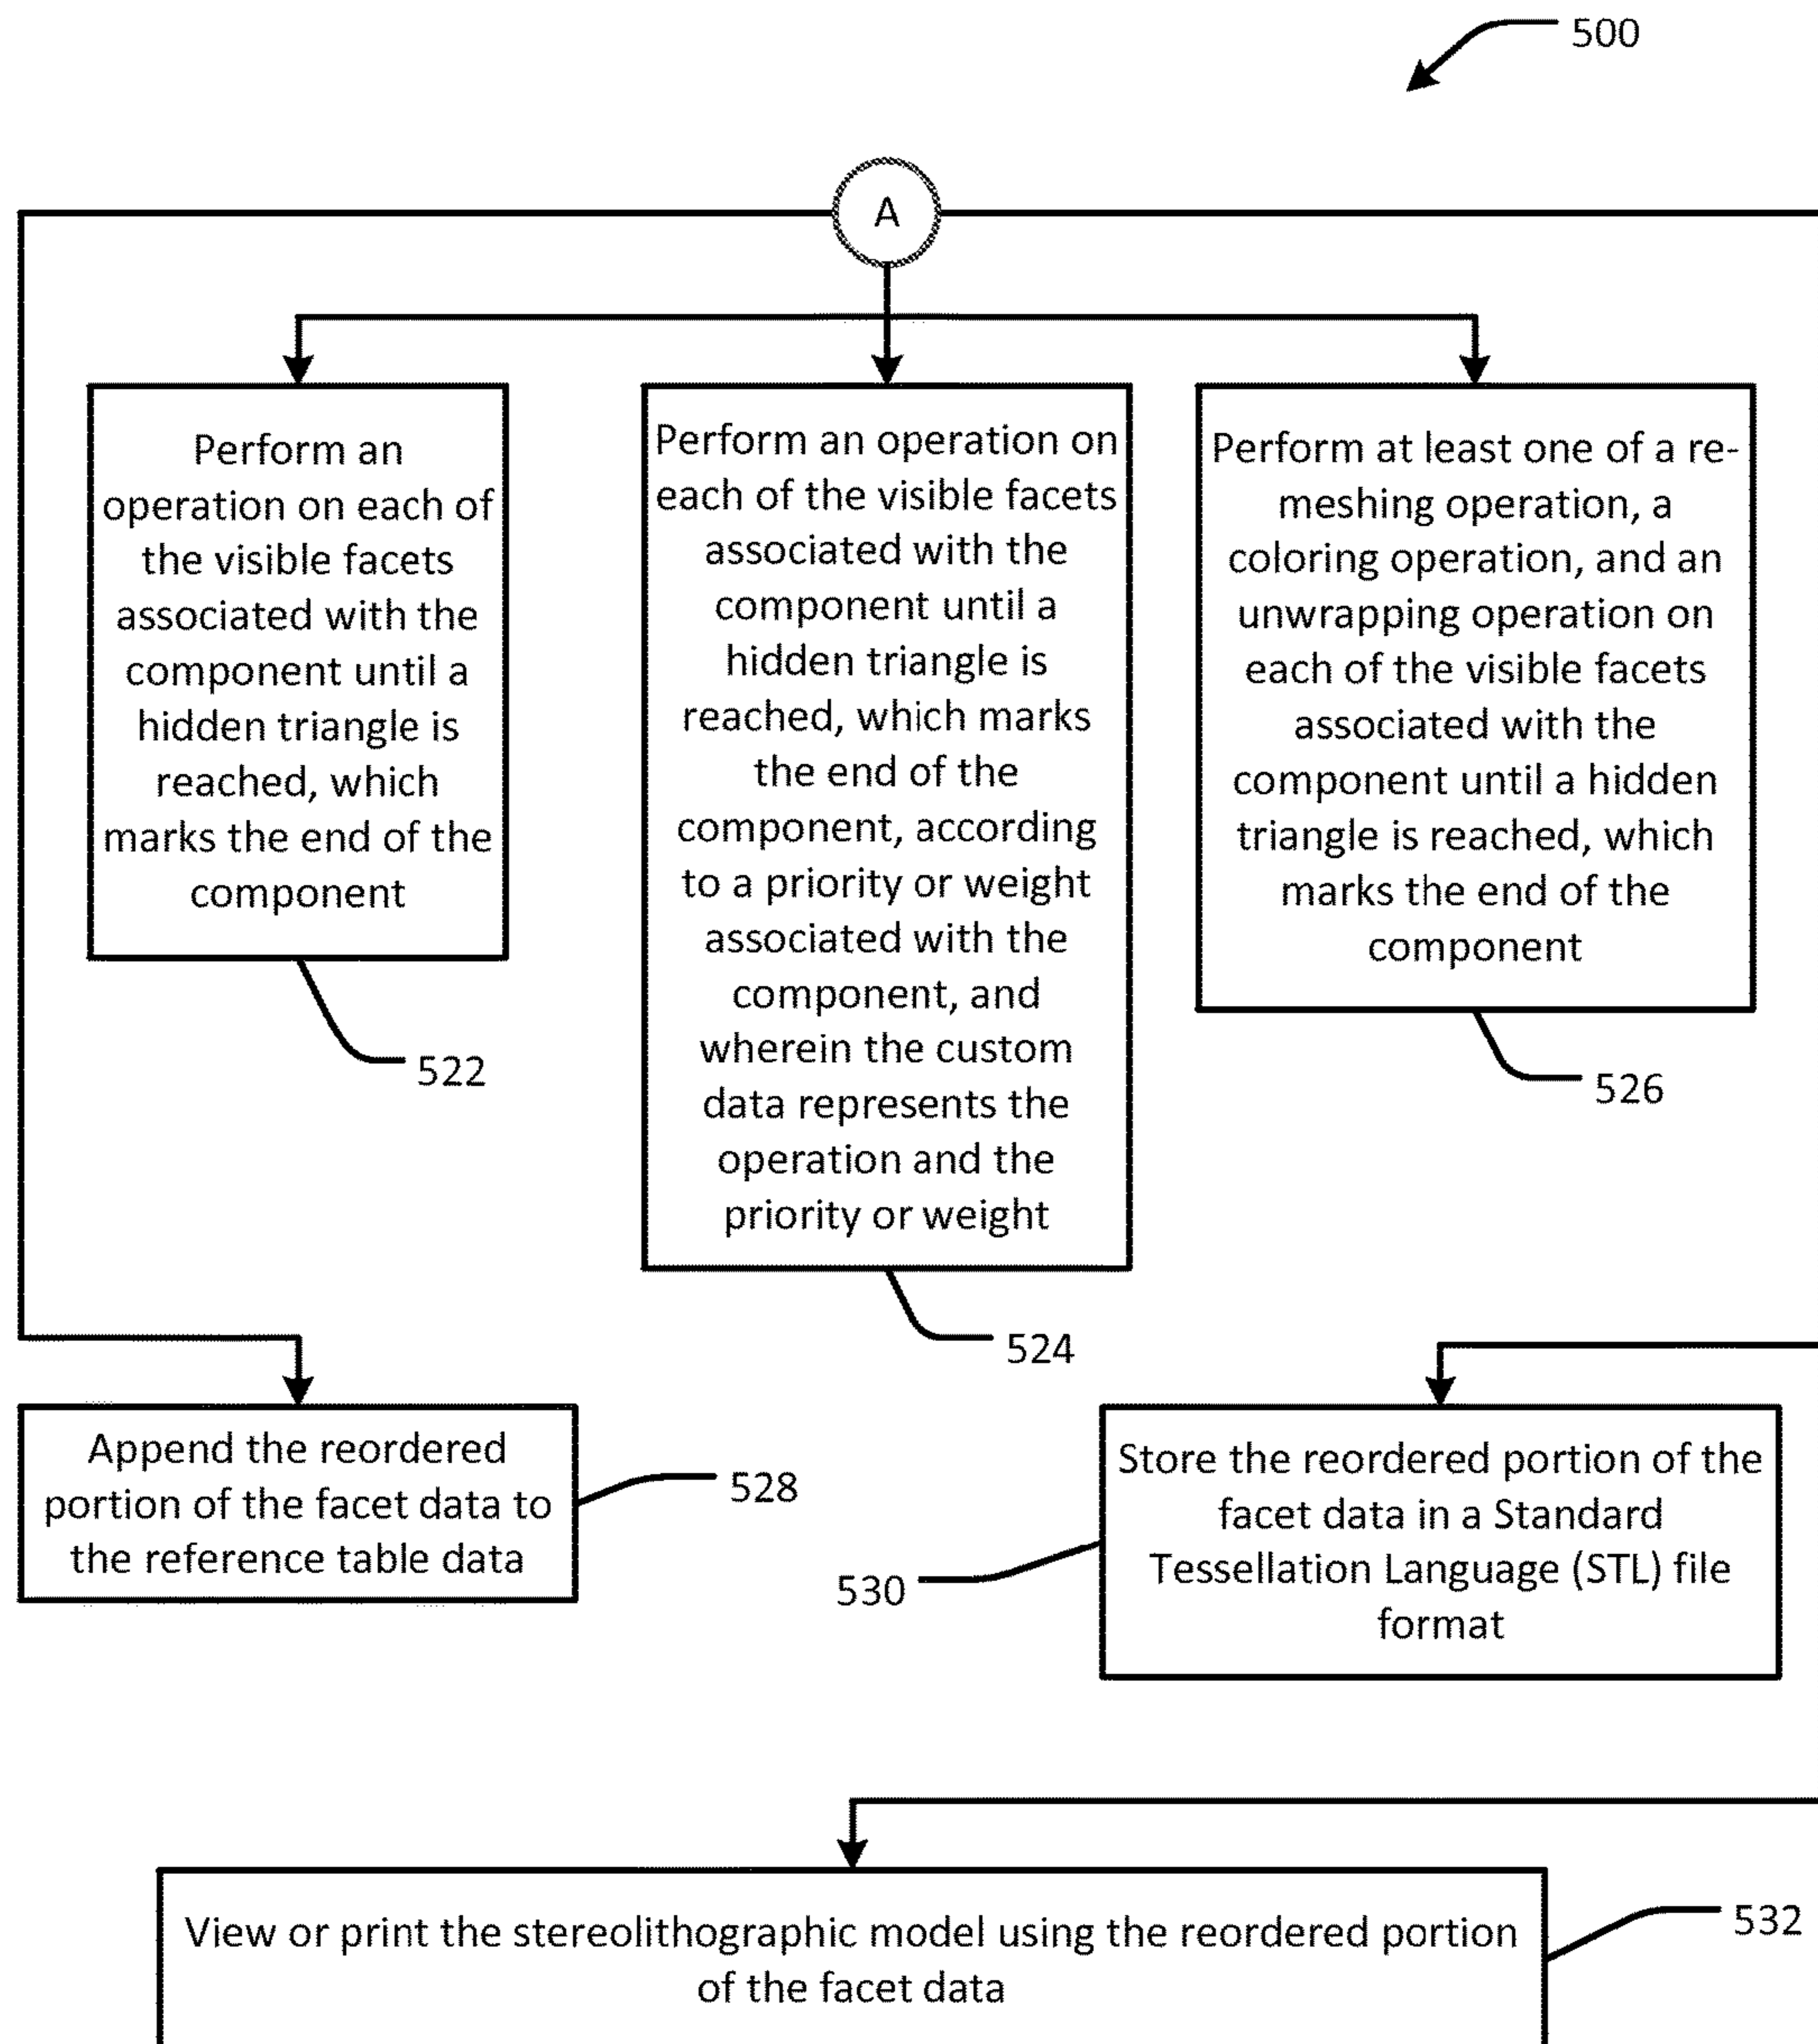 500
A
Perform an
operation on each of
the visible facets
associated with the
component until a
hidden triangle is
reached, which
marks the end of the
component
522
Perform an operation on
each of the visible facets
associated with the
component until a
hidden triangle is
reached, which marks
the end of the
component, according
to a priority or weight
associated with the
component, and
wherein the custom
data represents the
operation and the
priority or weight
524
Perform at least one of a re-
meshing operation, a
coloring operation, and an
unwrapping operation on
each of the visible facets
associated with the
component until a hidden
triangle is reached, which
marks the end of the
component
526
Append the reordered
portion of the facet data to
the reference table data
528
Store the reordered portion of the
facet data in a Standard
Tessellation Language (STL) file
format
530
View or print the stereolithographic model using the reordered portion
of the facet data
532